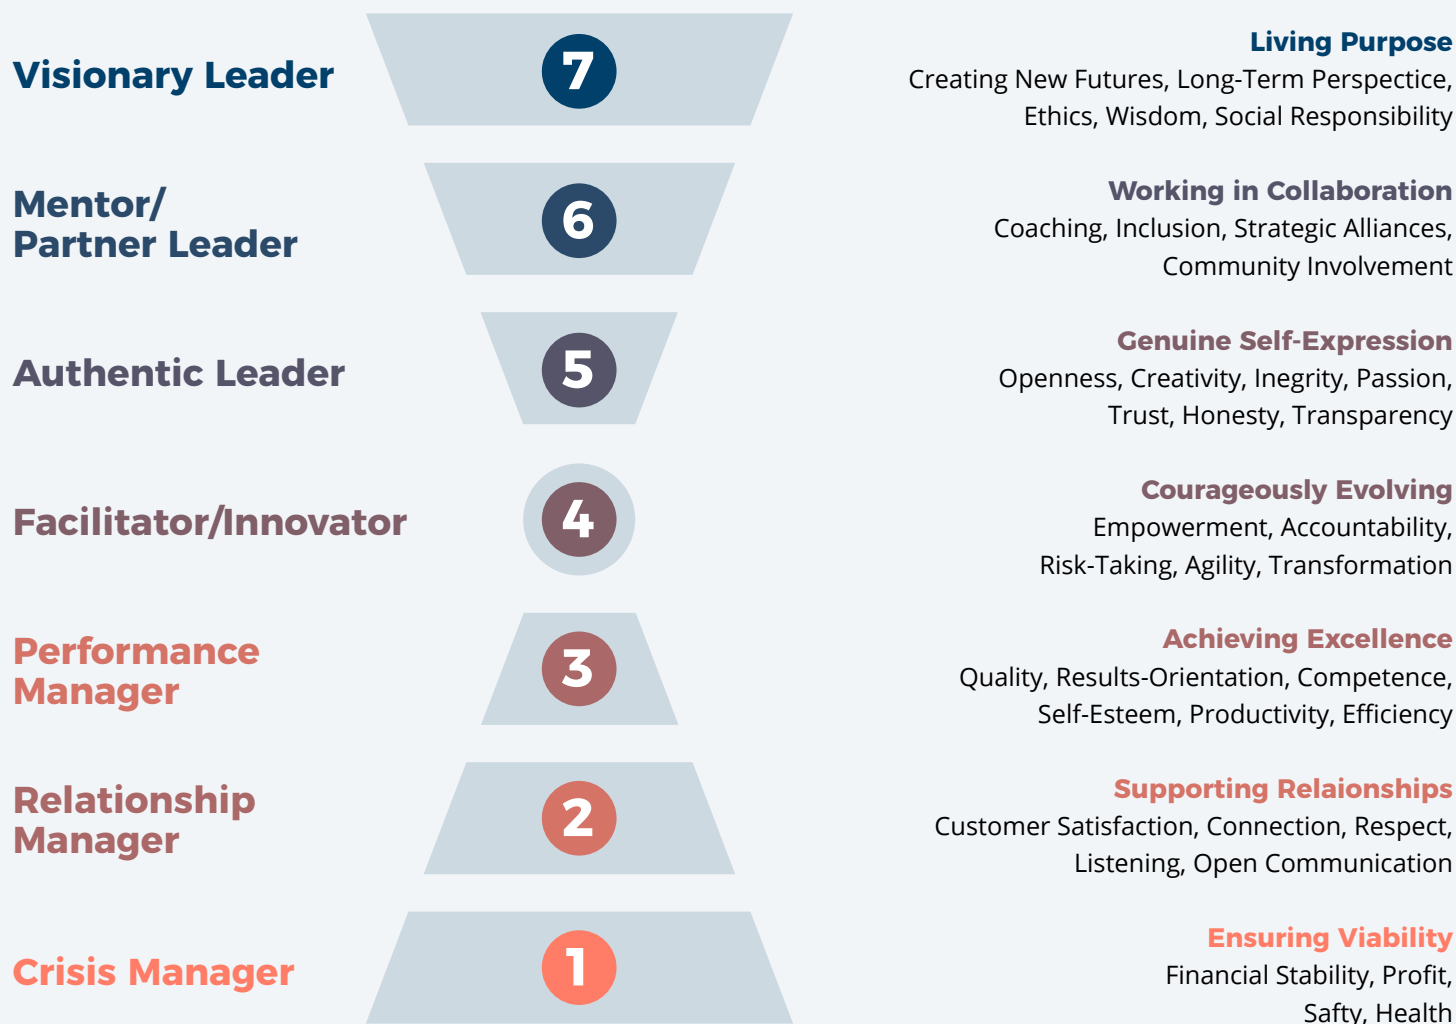 Visionary Leader
7
Living Purpose
Creating New Futures, Long-Term Perspectice,
Ethics, Wisdom, Social Responsibility
Mentor/
Partner Leader
6
Working in Collaboration
Coaching, Inclusion, Strategic Alliances,
Community Involvement
Authentic Leader
5
Genuine Self-Expression
Openness, Creativity, Inegrity, Passion,
Trust, Honesty, Transparency
Facilitator/Innovator
4
Courageously Evolving
Empowerment, Accountability,
Risk-Taking, Agility, Transformation
Performance
Manager
3
Achieving Excellence
Quality, Results-Orientation, Competence,
Self-Esteem, Productivity, Efficiency
Relationship
Manager
2
Supporting Relaionships
Customer Satisfaction, Connection, Respect,
Listening, Open Communication
Crisis Manager
1
Ensuring Viability
Financial Stability, Profit,
Safty, Health